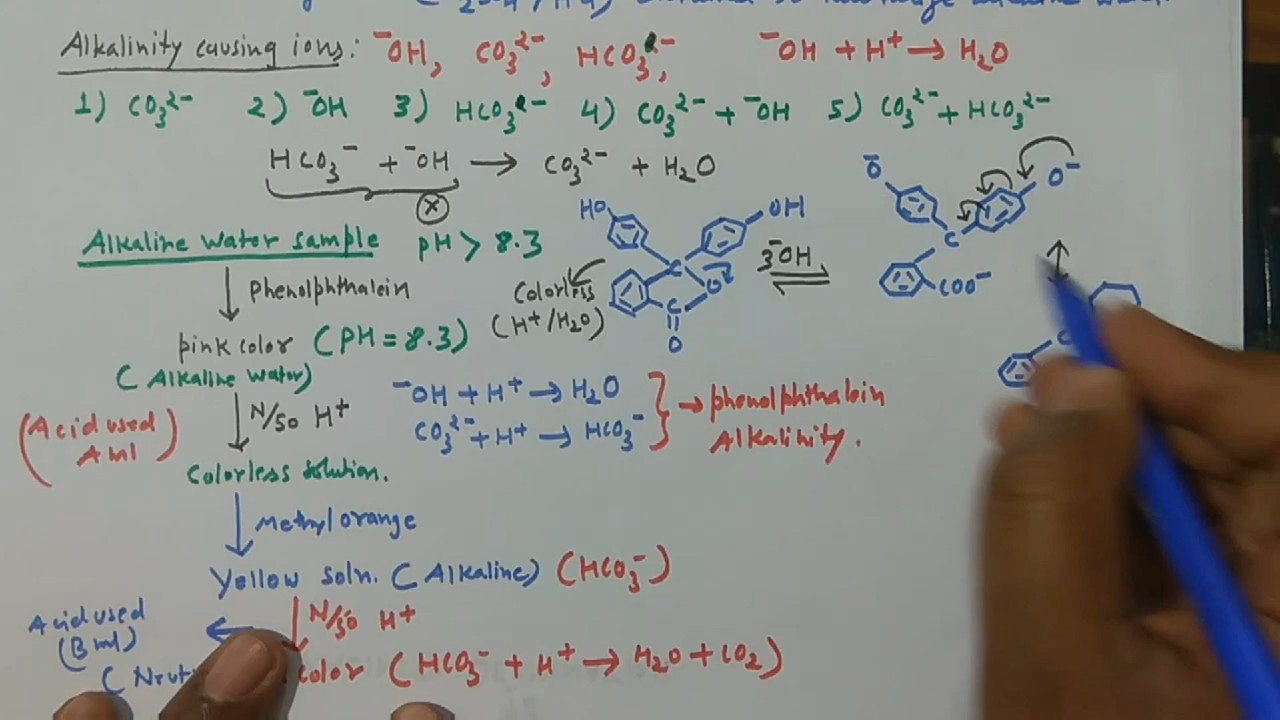 Alkalinity causing ions: ⁻OH, CO₃²⁻, HCO₃⁻, ⁻OH + H⁺ → H₂O
1) CO₃²⁻ 2) ⁻OH 3) HCO₃⁻ 4) CO₃²⁻ + ⁻OH 5) CO₃²⁻ + HCO₃²⁻
HCO₃⁻ + ⁻OH → CO₃²⁻ + H₂O
x
Alkaline water sample pH > 8.3
Phenolphthalein
pink color (PH = 8.3)
(Alkaline water)
HO OH
C
O
C
O
Colorless
(H⁺/H₂O)
3⁻OH
O⁻ O⁻
C
COO⁻
N/50 H⁺
(Acid used
A ml)
⁻OH + H⁺ → H₂O
CO₃²⁻ + H⁺ → HCO₃⁻
→ phenolphthalein
Alkalinity.
Colorless solution.
Methyl orange
Yellow soln. (Alkaline) (HCO₃⁻)
N/50 H⁺
Acid used
(B ml)
color (HCO₃⁻ + H⁺ → H₂O + CO₂)